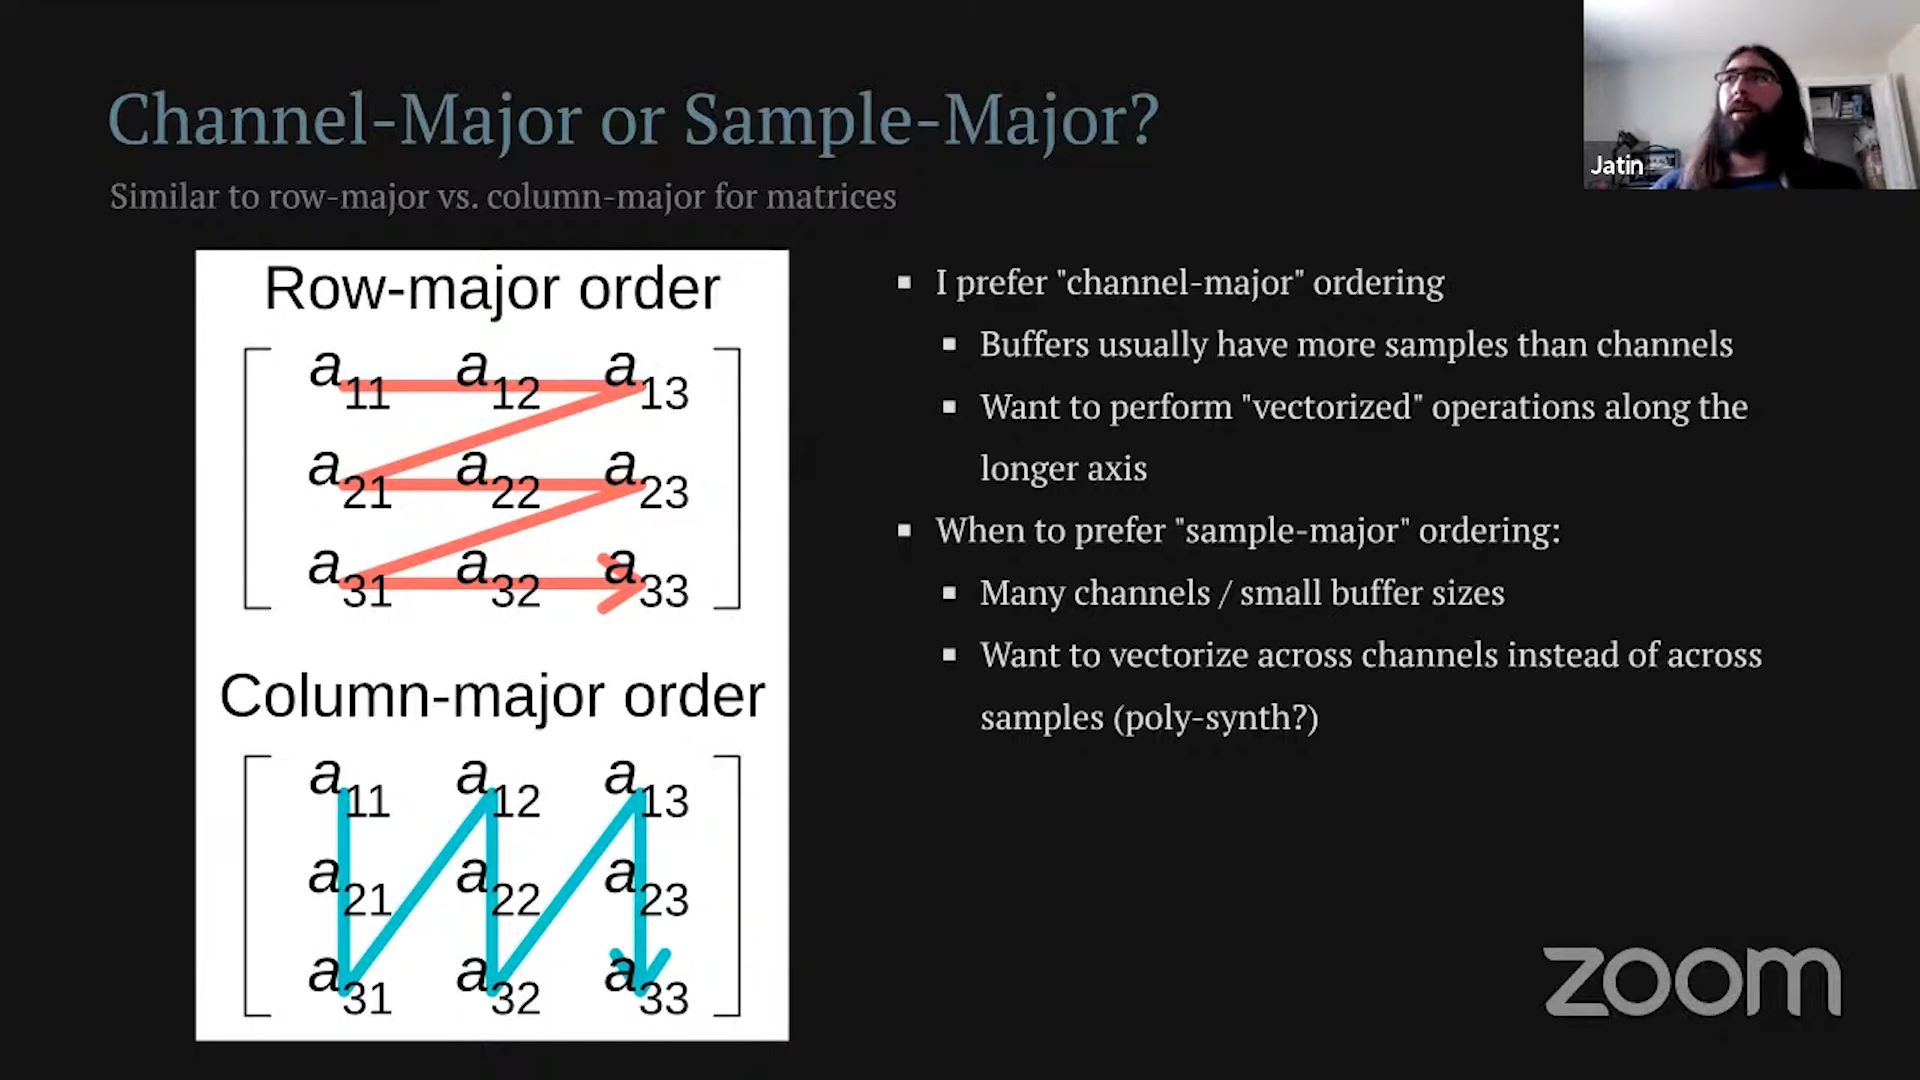 Channel-Major or Sample-Major?
Similar to row-major vs. column-major for matrices
Jatin
Row-major order
a11 a12 a13
a21 a22 a23
a31 a32 a33
Column-major order
a11 a12 a13
a21 a22 a23
a31 a32 a33
▪ I prefer "channel-major" ordering
▪ Buffers usually have more samples than channels
▪ Want to perform "vectorized" operations along the
longer axis
▪ When to prefer "sample-major" ordering:
▪ Many channels / small buffer sizes
▪ Want to vectorize across channels instead of across
samples (poly-synth?)
zoom